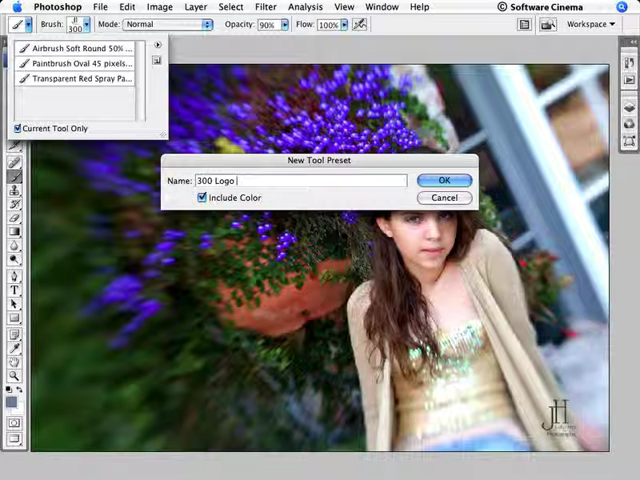 Photoshop File Edit Image Layer Select Filter Analysis View Window Help © Software Cinema
Brush: 300 Mode: Normal Opacity: 90% Flow: 100% Workspace
Airbrush Soft Round 50% ...
Paintbrush Oval 45 pixels...
Transparent Red Spray Pa...
Current Tool Only
New Tool Preset
Name: 300 Logo
OK
Include Color
Cancel
JH